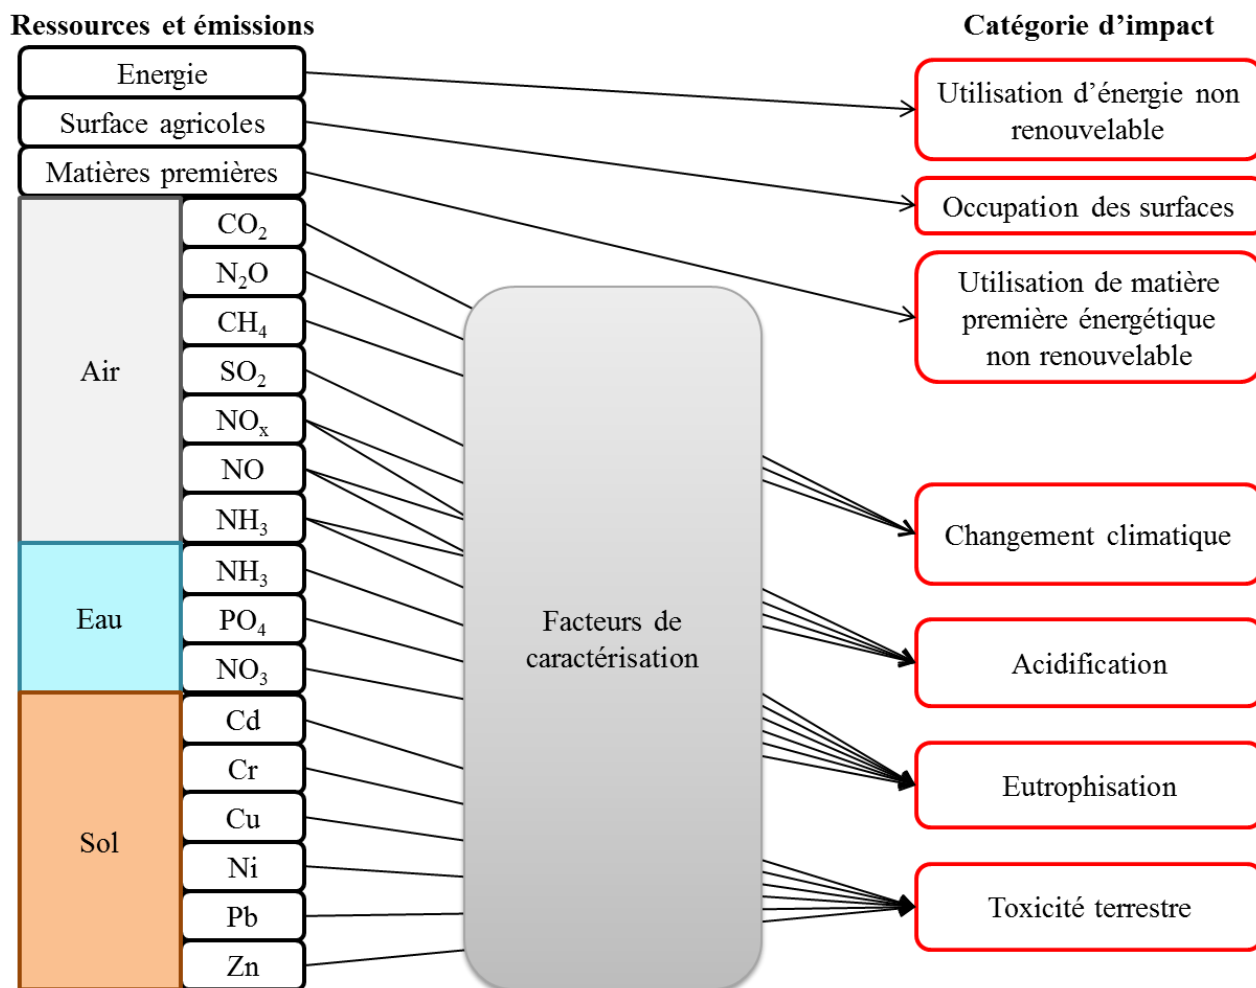 Ressources et émissions
Energie
Surface agricoles
Matières premières
Air
CO₂
N₂O
CH₄
SO₂
NOₓ
NO
NH₃
Eau
NH₃
PO₄
NO₃
Sol
Cd
Cr
Cu
Ni
Pb
Zn
Facteurs de
caractérisation
Catégorie d’impact
Utilisation d’énergie non
renouvelable
Occupation des surfaces
Utilisation de matière
première énergétique
non renouvelable
Changement climatique
Acidification
Eutrophisation
Toxicité terrestre